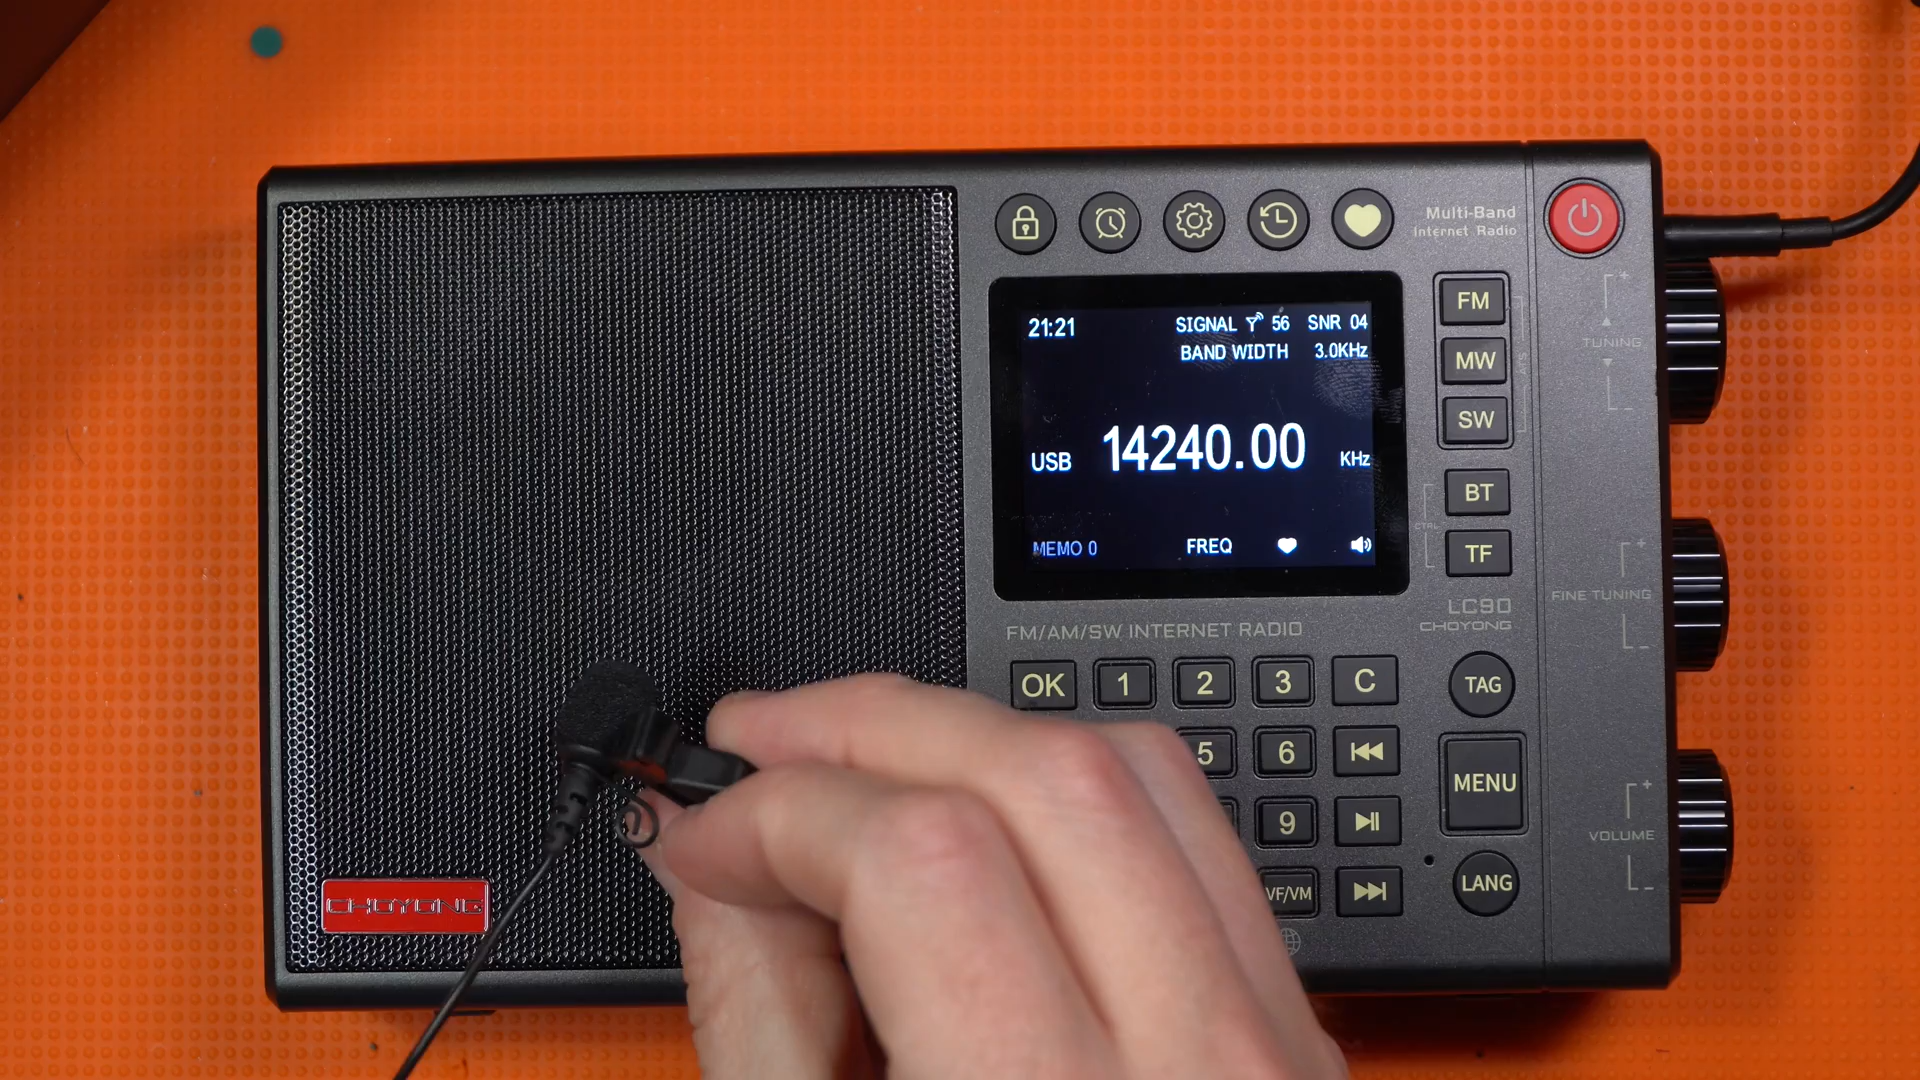 Multi-Band
Internet Radio
21:21
SIGNAL 56 SNR 04
BAND WIDTH 3.0KHz
USB 14240.00 KHz
MEMO 0 FREQ
FM
MW
SW
ATS
BT
TF
CTRL
LC90
CHOYONG
FM/AM/SW INTERNET RADIO
TUNING
FINE TUNING
VOLUME
OK 1 2 3 C
TAG
5 6
MENU
9
VF/VM
LANG
CHOYONG